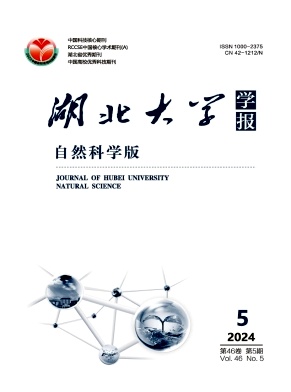 中国科技核心期刊
RCCSE中国核心学术期刊(A)
湖北省优秀期刊
中国高校优秀科技期刊
ISSN 1000-2375
CN 42-1212/N
湖北大学
学报
自然科学版
JOURNAL OF HUBEI UNIVERSITY
NATURAL SCIENCE
5
2024
第46卷 第5期
Vol. 46 No. 5